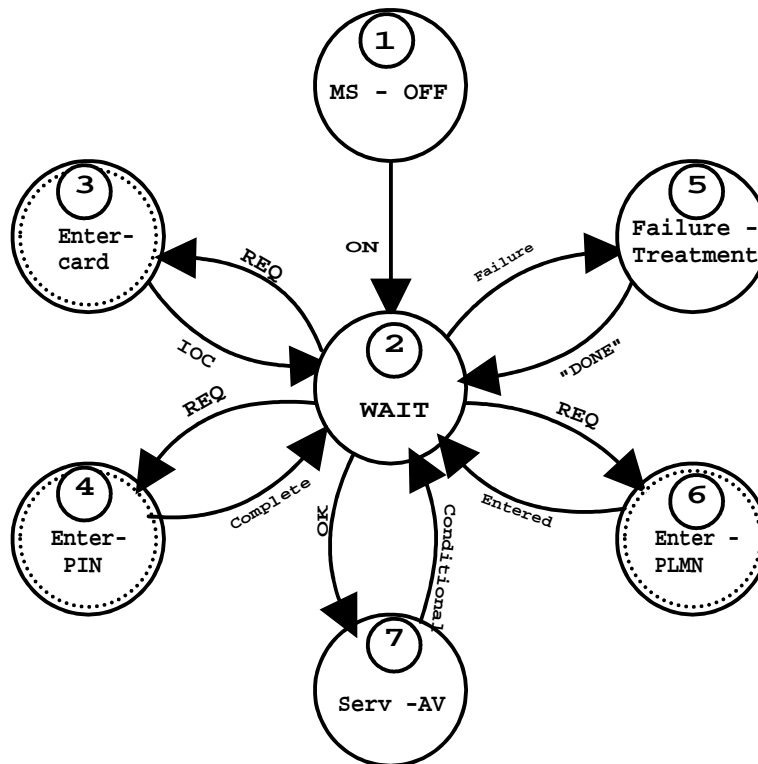 1
MS - OFF
3
Enter-
card
5
Failure -
Treatment
ON
REQ
Failure
IOC
"DONE"
2
WAIT
REQ
REQ
4
Enter-
PIN
Complete
OK
Conditional
Entered
6
Enter -
PLMN
7
Serv -AV